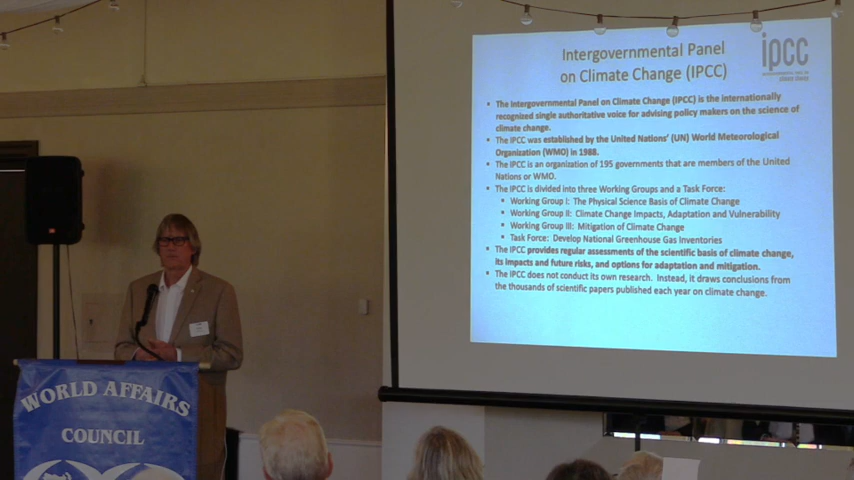 Intergovernmental Panel
on Climate Change (IPCC)
ipcc
• The Intergovernmental Panel on Climate Change (IPCC) is the internationally
recognized single authoritative voice for advising policy makers on the science of
climate change.
• The IPCC was established by the United Nations' (UN) World Meteorological
Organization (WMO) in 1988.
• The IPCC is an organization of 195 governments that are members of the United
Nations or WMO.
• The IPCC is divided into three Working Groups and a Task Force:
▪ Working Group I: The Physical Science Basis of Climate Change
▪ Working Group II: Climate Change Impacts, Adaptation and Vulnerability
▪ Working Group III: Mitigation of Climate Change
▪ Task Force: Develop National Greenhouse Gas Inventories
• The IPCC provides regular assessments of the scientific basis of climate change,
its impacts and future risks, and options for adaptation and mitigation.
• The IPCC does not conduct its own research. Instead, it draws conclusions from
the thousands of scientific papers published each year on climate change.
WORLD AFFAIRS
COUNCIL